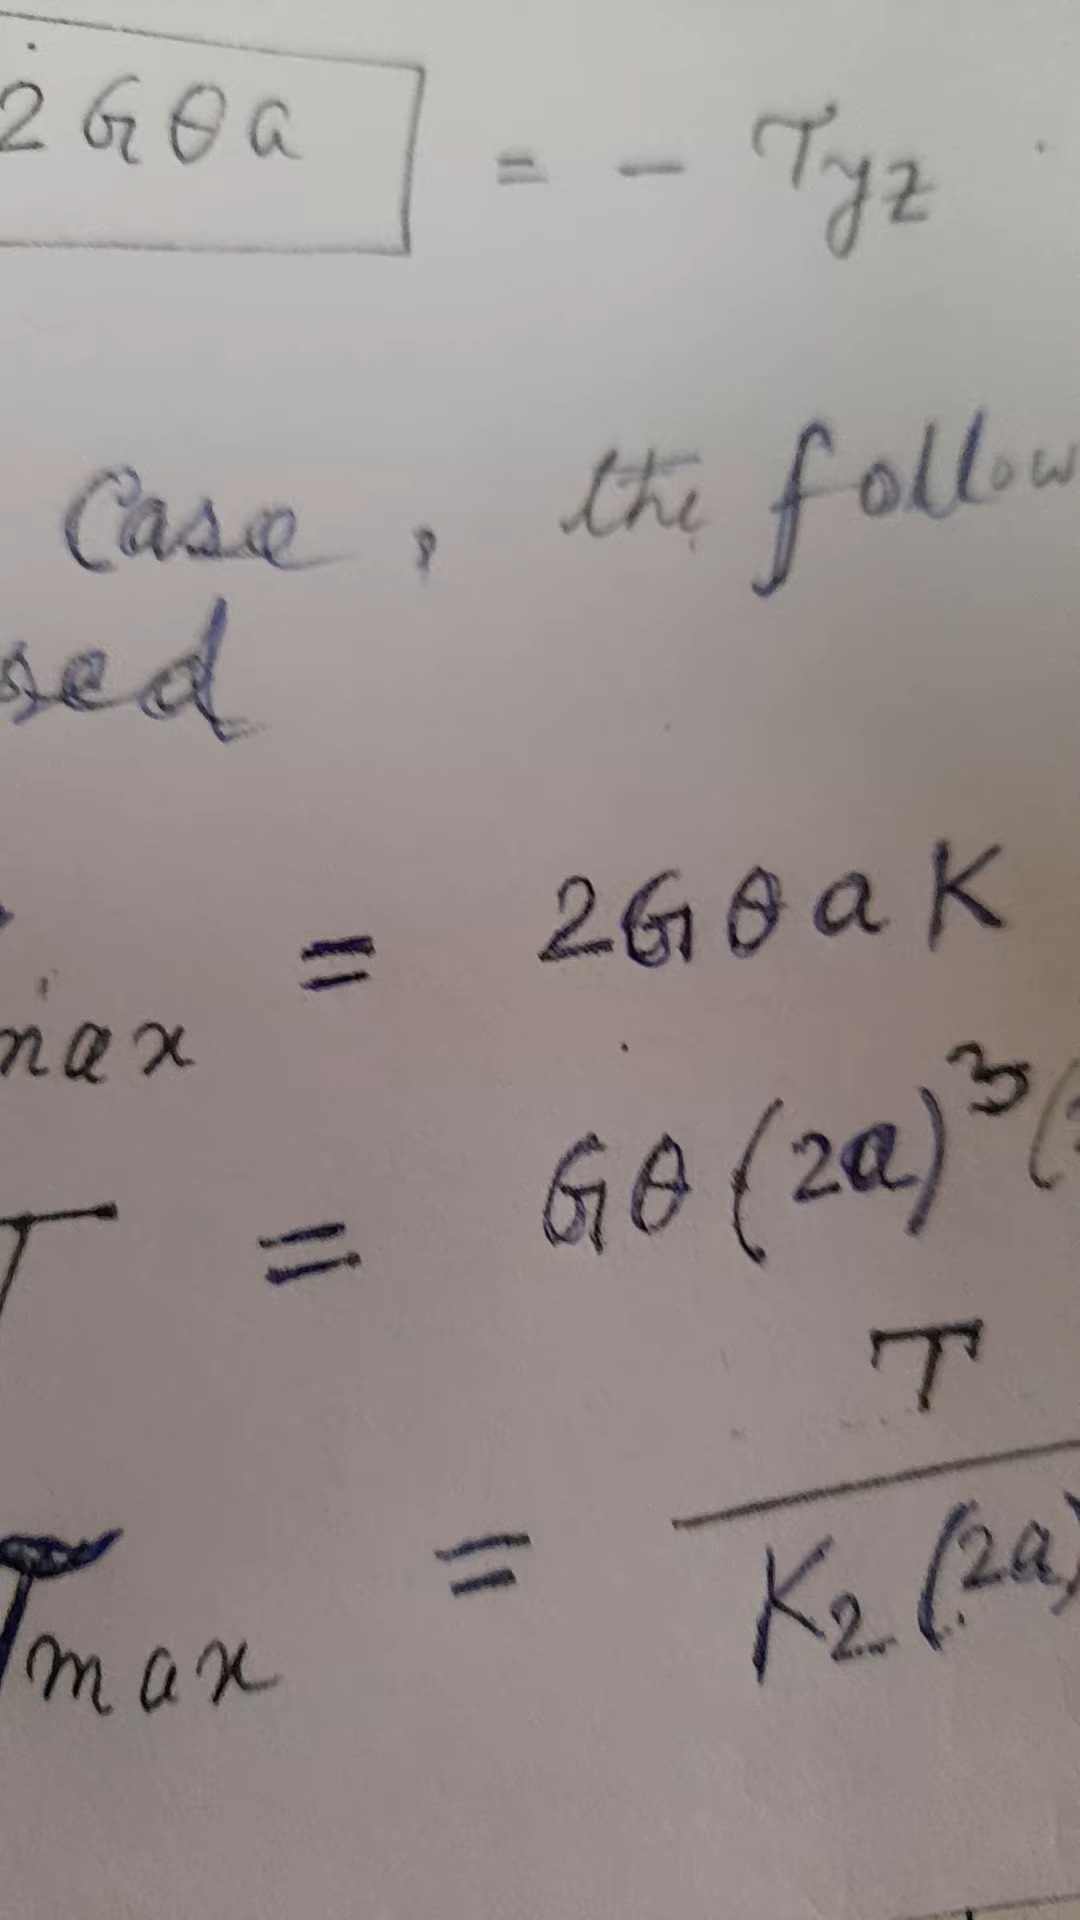 2Gθa = - τyz
Case, the follow
sed
max = 2GθaK
T = Gθ(2a)³(
τmax = T
K₂(2a)